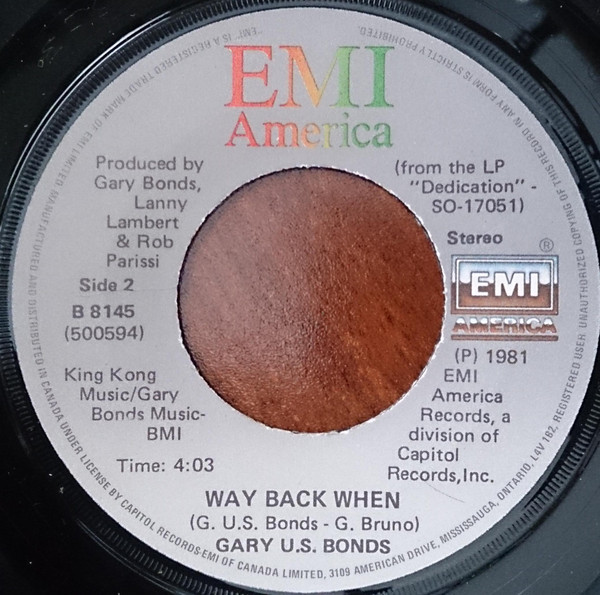 EMI
America
Produced by
Gary Bonds,
Lanny
Lambert
& Rob
Parissi
Side 2
B 8145
(500594)
King Kong
Music/Gary
Bonds Music-
BMI
Time: 4:03
(from the LP
"Dedication" -
SO-17051)
Stereo
®
EMI
AMERICA
(P) 1981
EMI
America
Records, a
division of
Capitol
Records,Inc.
WAY BACK WHEN
(G. U.S. Bonds - G. Bruno)
GARY U.S. BONDS
"EMI" IS A REGISTERED TRADE MARK OF EMI LIMITED. MANUFACTURED AND DISTRIBUTED IN CANADA UNDER LICENSE BY CAPITOL RECORDS-EMI OF CANADA LIMITED, 3109 AMERICAN DRIVE, MISSISSAUGA, ONTARIO, L4V 1B2, REGISTERED USER. UNAUTHORIZED COPYING OF THIS RECORD IN ANY FORM IS STRICTLY PROHIBITED.